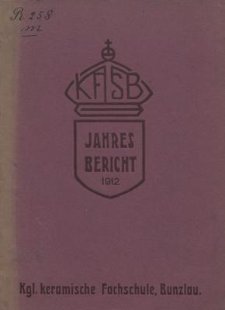 R 258
KFSB
JAHRES
BERICHT
1912
Kgl. keramische Fachschule, Bunzlau.